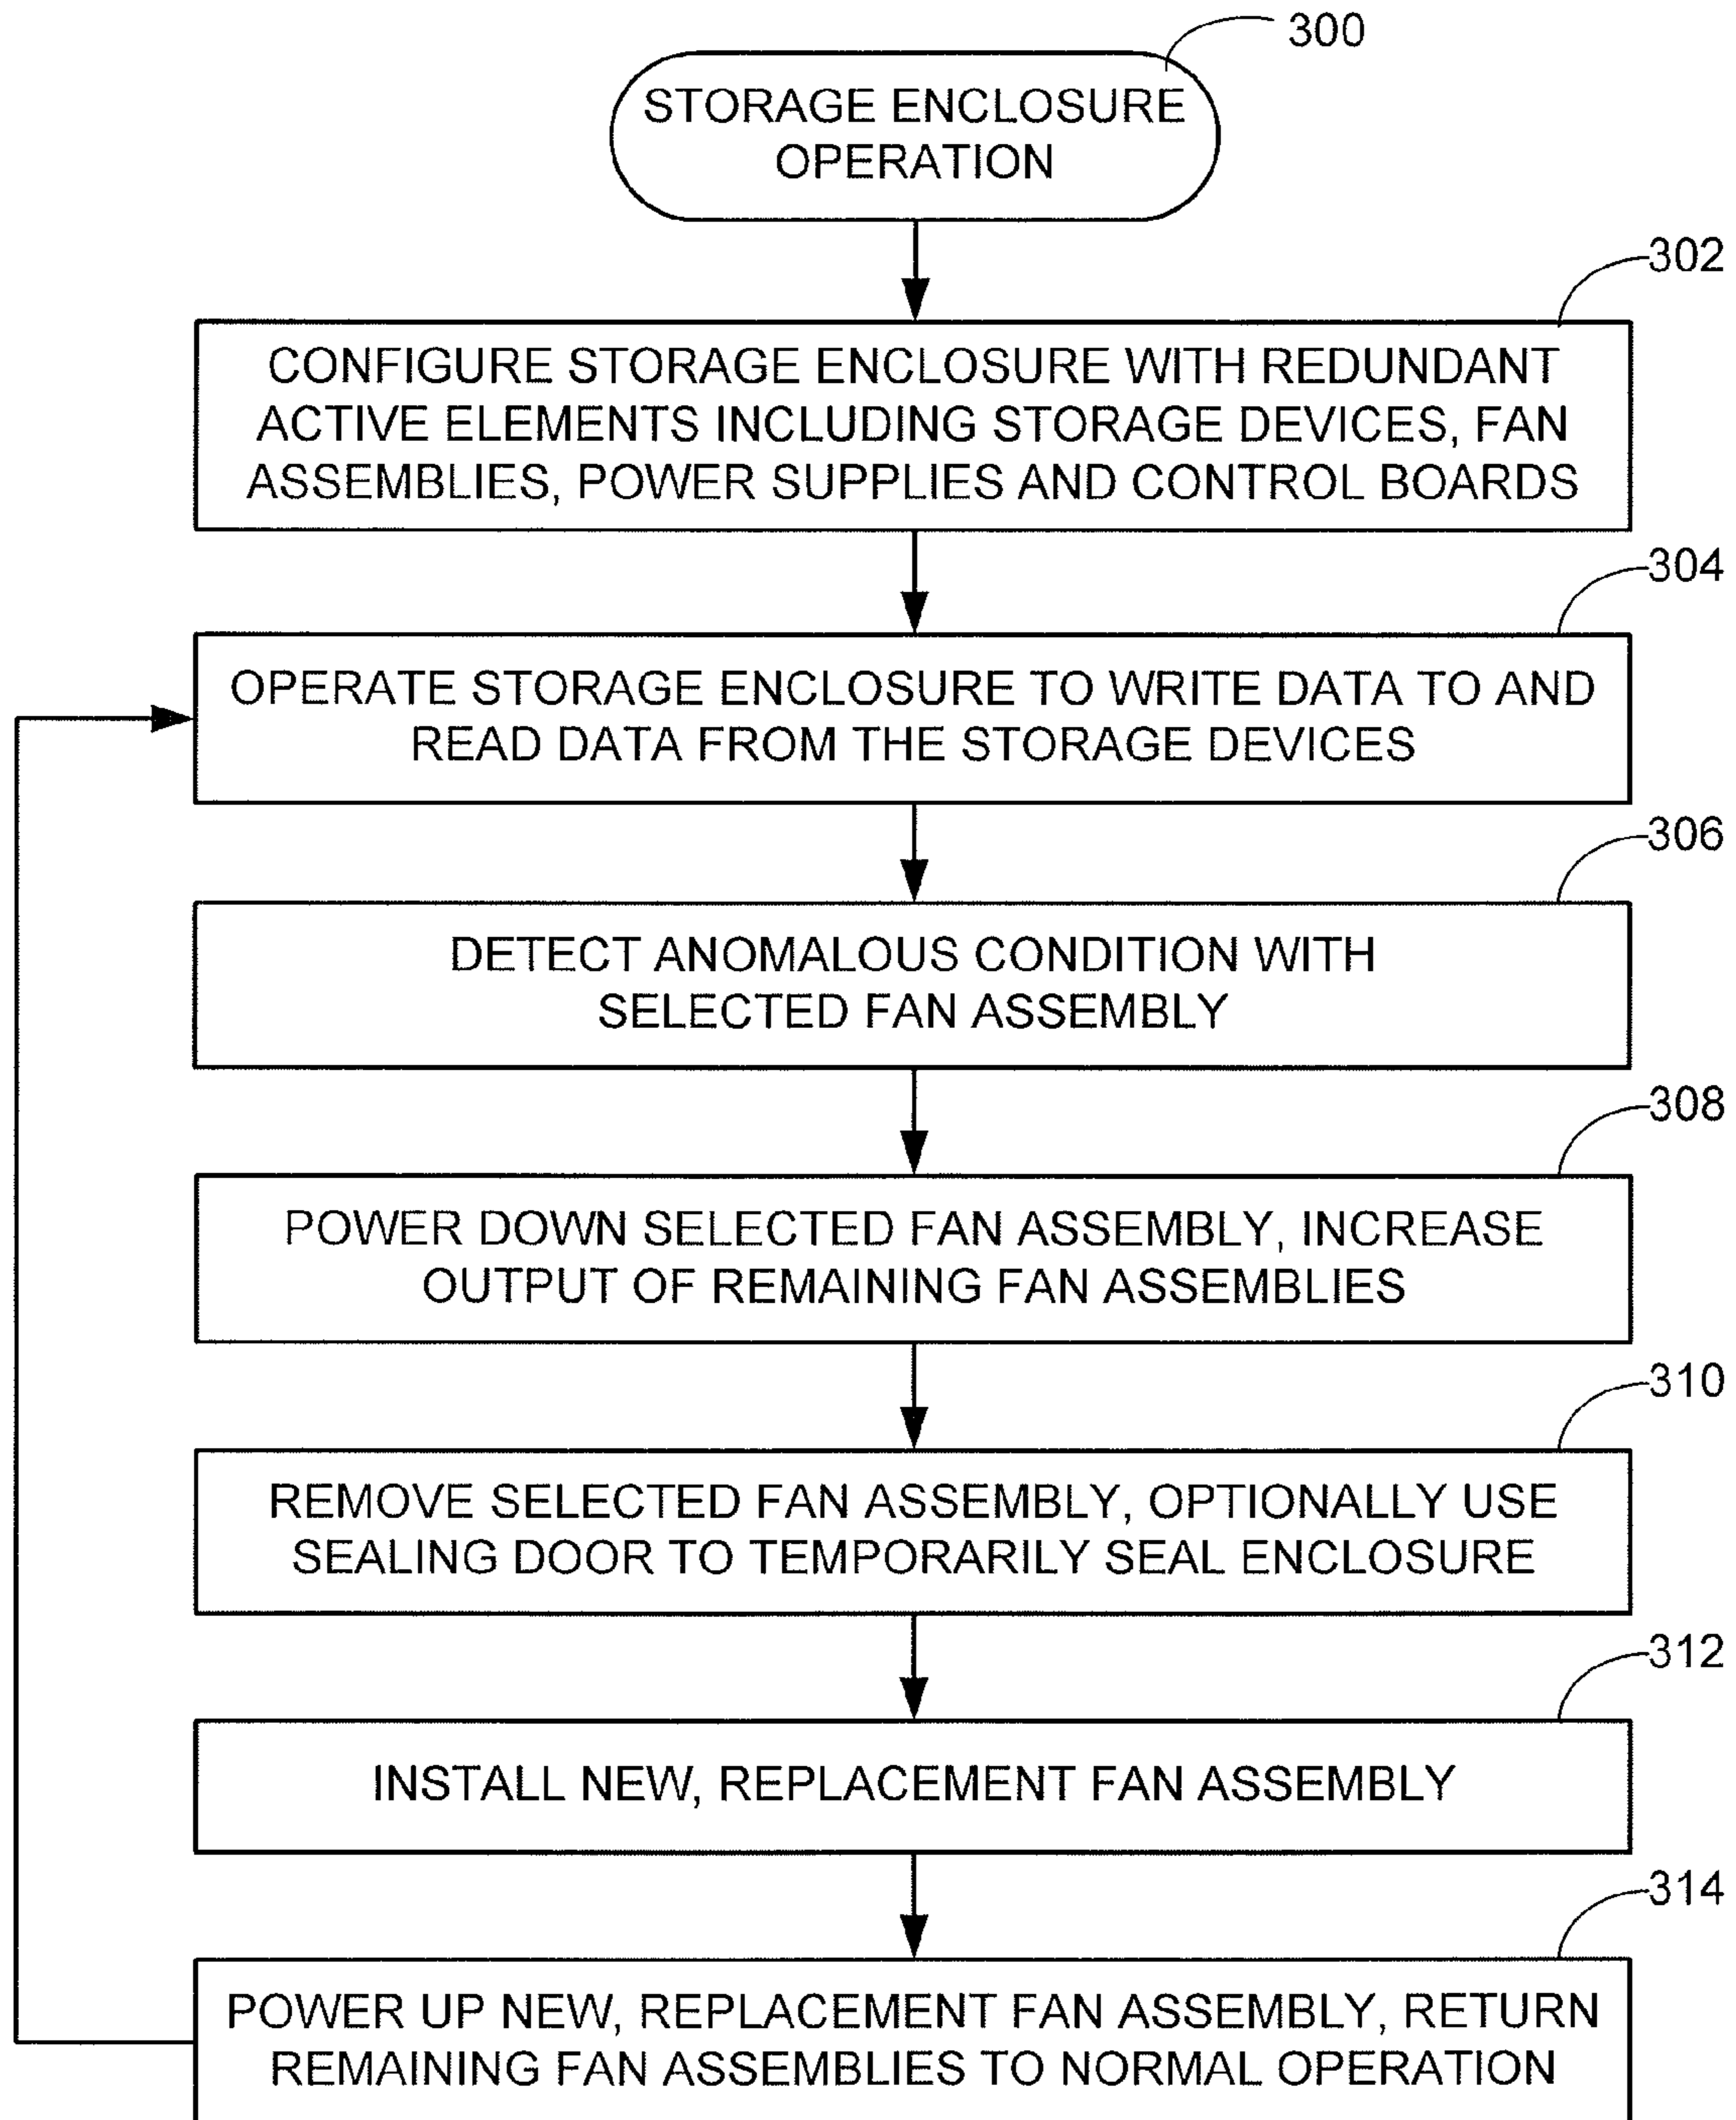 300
STORAGE ENCLOSURE
OPERATION
302
CONFIGURE STORAGE ENCLOSURE WITH REDUNDANT
ACTIVE ELEMENTS INCLUDING STORAGE DEVICES, FAN
ASSEMBLIES, POWER SUPPLIES AND CONTROL BOARDS
304
OPERATE STORAGE ENCLOSURE TO WRITE DATA TO AND
READ DATA FROM THE STORAGE DEVICES
306
DETECT ANOMALOUS CONDITION WITH
SELECTED FAN ASSEMBLY
308
POWER DOWN SELECTED FAN ASSEMBLY, INCREASE
OUTPUT OF REMAINING FAN ASSEMBLIES
310
REMOVE SELECTED FAN ASSEMBLY, OPTIONALLY USE
SEALING DOOR TO TEMPORARILY SEAL ENCLOSURE
312
INSTALL NEW, REPLACEMENT FAN ASSEMBLY
314
POWER UP NEW, REPLACEMENT FAN ASSEMBLY, RETURN
REMAINING FAN ASSEMBLIES TO NORMAL OPERATION